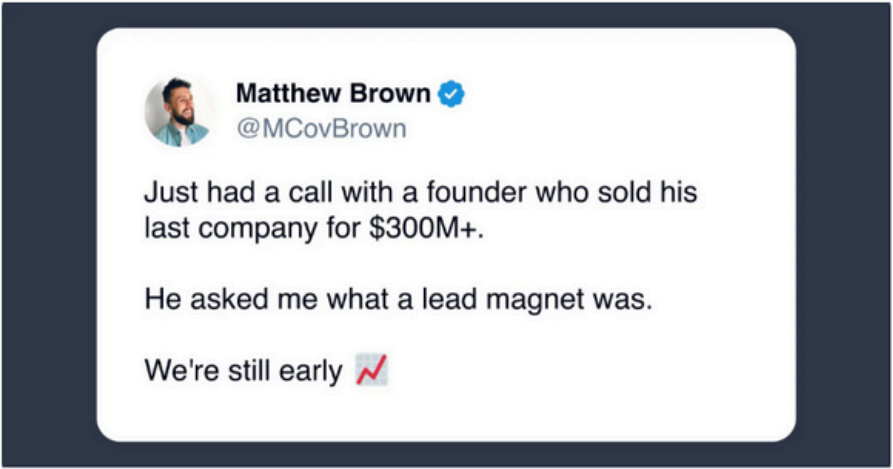 Matthew Brown
@MCovBrown
Just had a call with a founder who sold his
last company for $300M+.
He asked me what a lead magnet was.
We're still early 📈